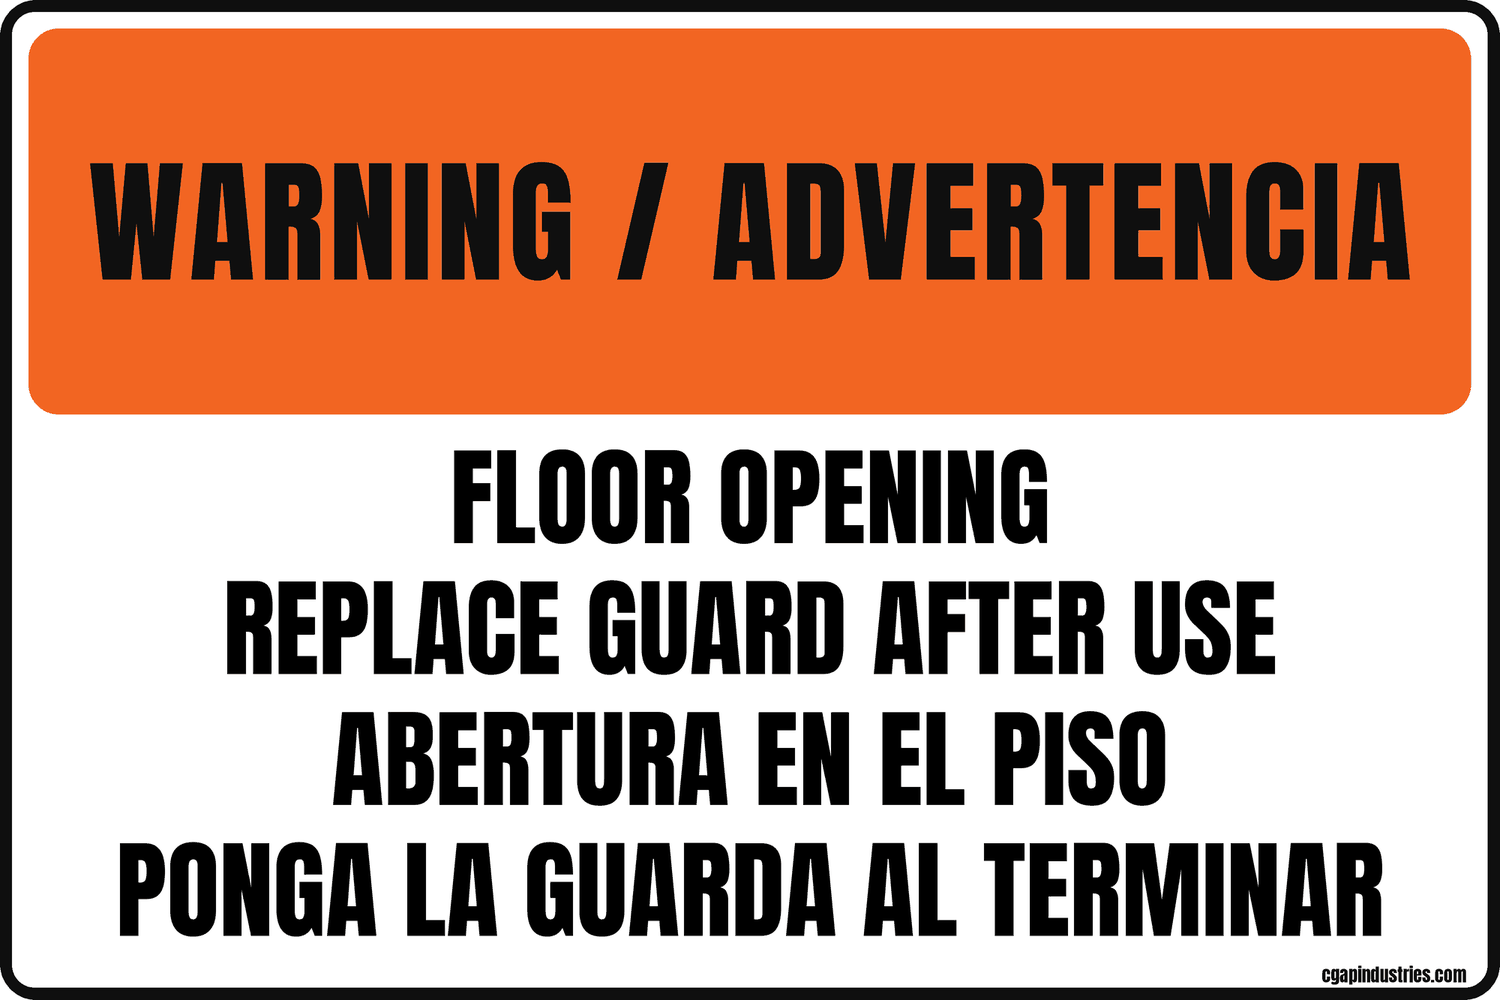 WARNING / ADVERTENCIA
FLOOR OPENING
REPLACE GUARD AFTER USE
ABERTURA EN EL PISO
PONGA LA GUARDA AL TERMINAR
cgapindustries.com